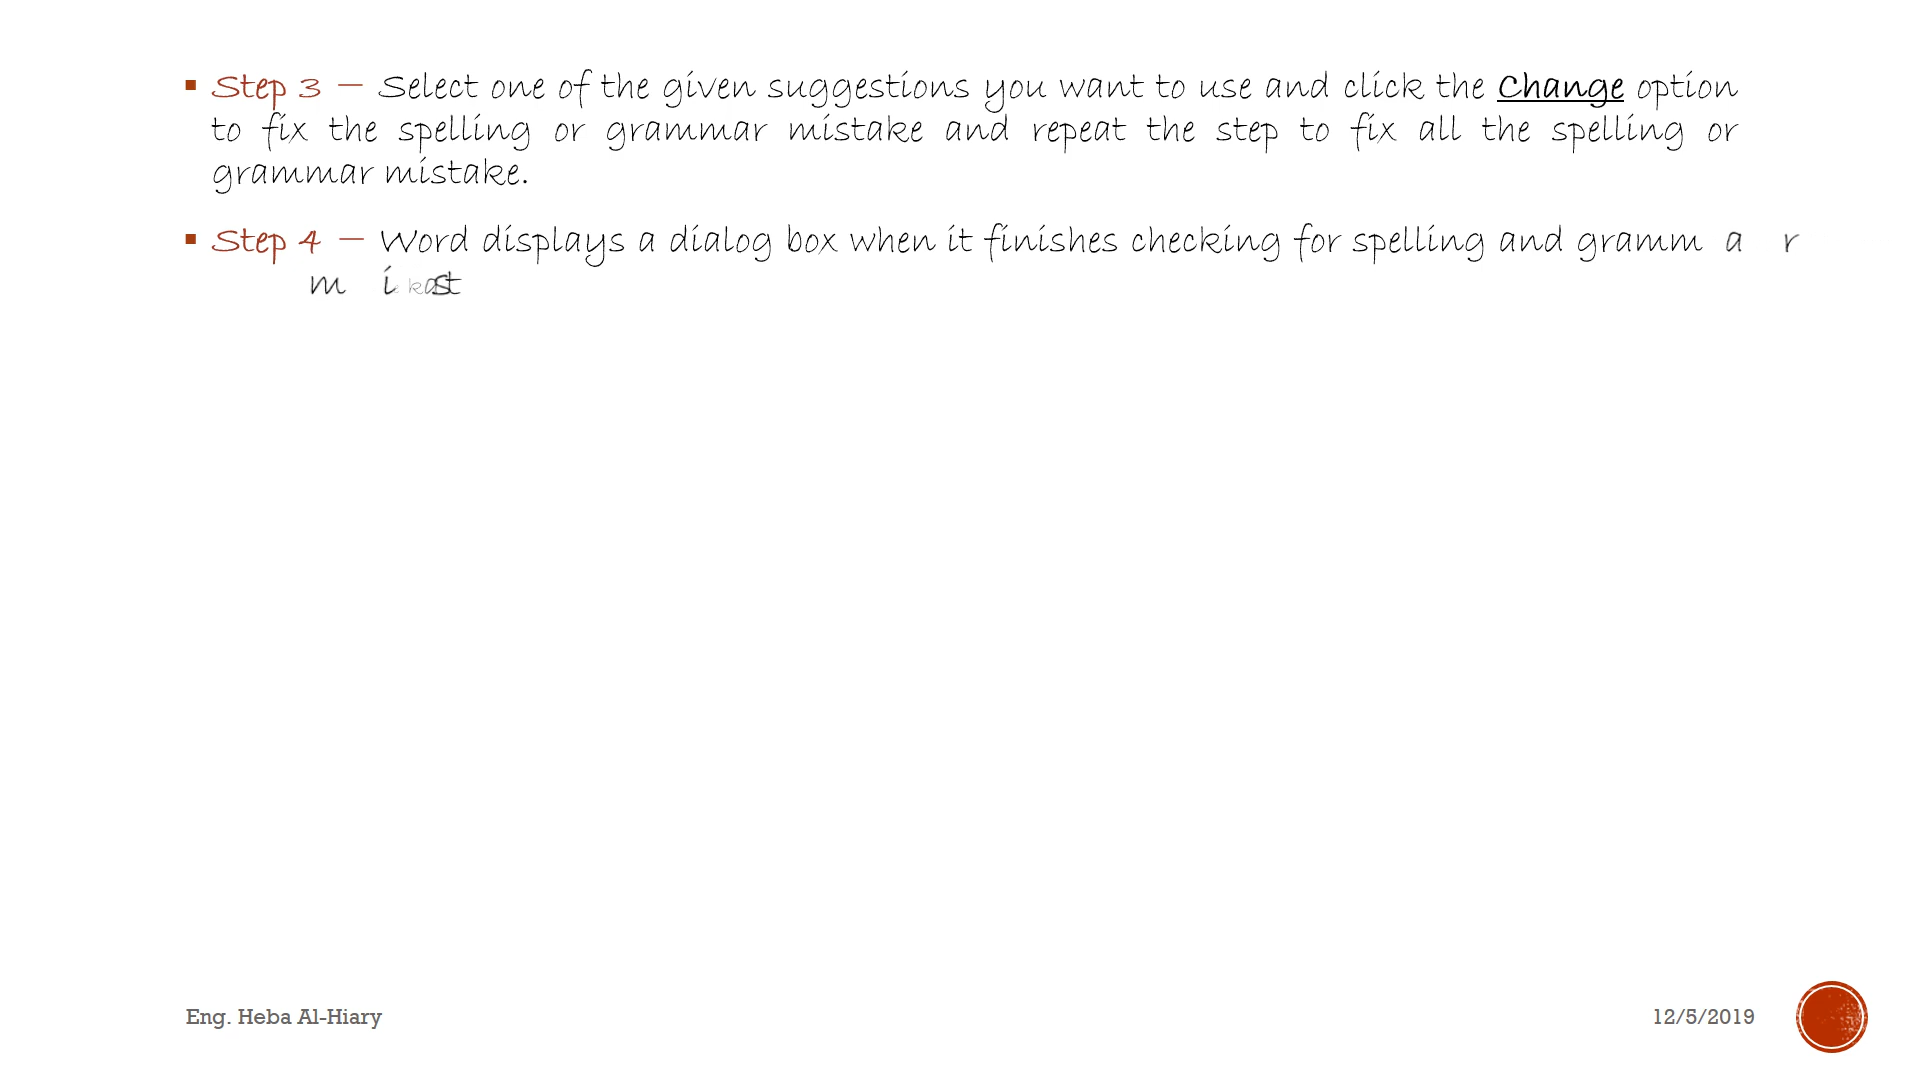 ▪ Step 3 — Select one of the given suggestions you want to use and click the Change option
to fix the spelling or grammar mistake and repeat the step to fix all the spelling or
grammar mistake.
▪ Step 4 — Word displays a dialog box when it finishes checking for spelling and gramm a r
m i
Eng. Heba Al-Hiary
12/5/2019